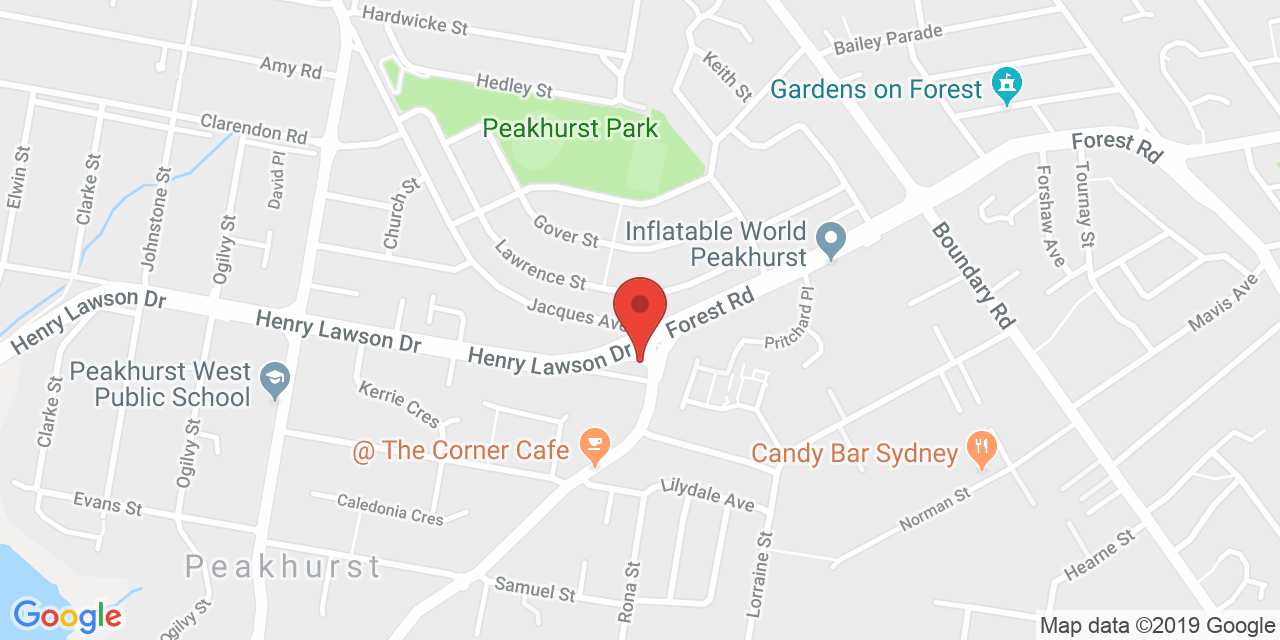 Hardwicke St
Bailey Parade
Amy Rd
Keith St
Hedley St
Gardens on Forest
Clarendon Rd
Peakhurst Park
Forest Rd
Elwin St
Clarke St
David Pl
Johnstone St
Church St
Ogilvy St
Gover St
Forshaw Ave
Tournay St
Inflatable World
Peakhurst
Lawrence St
Boundary Rd
Jacques Ave
Henry Lawson Dr
Henry Lawson Dr
Henry Lawson Dr
Forest Rd
Pritchard Pl
Mavis Ave
Peakhurst West
Public School
Clarke St
Kerrie Cres
Ogilvy St
@ The Corner Cafe
Candy Bar Sydney
Evans St
Caledonia Cres
Lilydale Ave
Norman St
Peakhurst
Lorraine St
Hearne St
Samuel St
Rona St
Ogilvy St
Google
Map data ©2019 Google